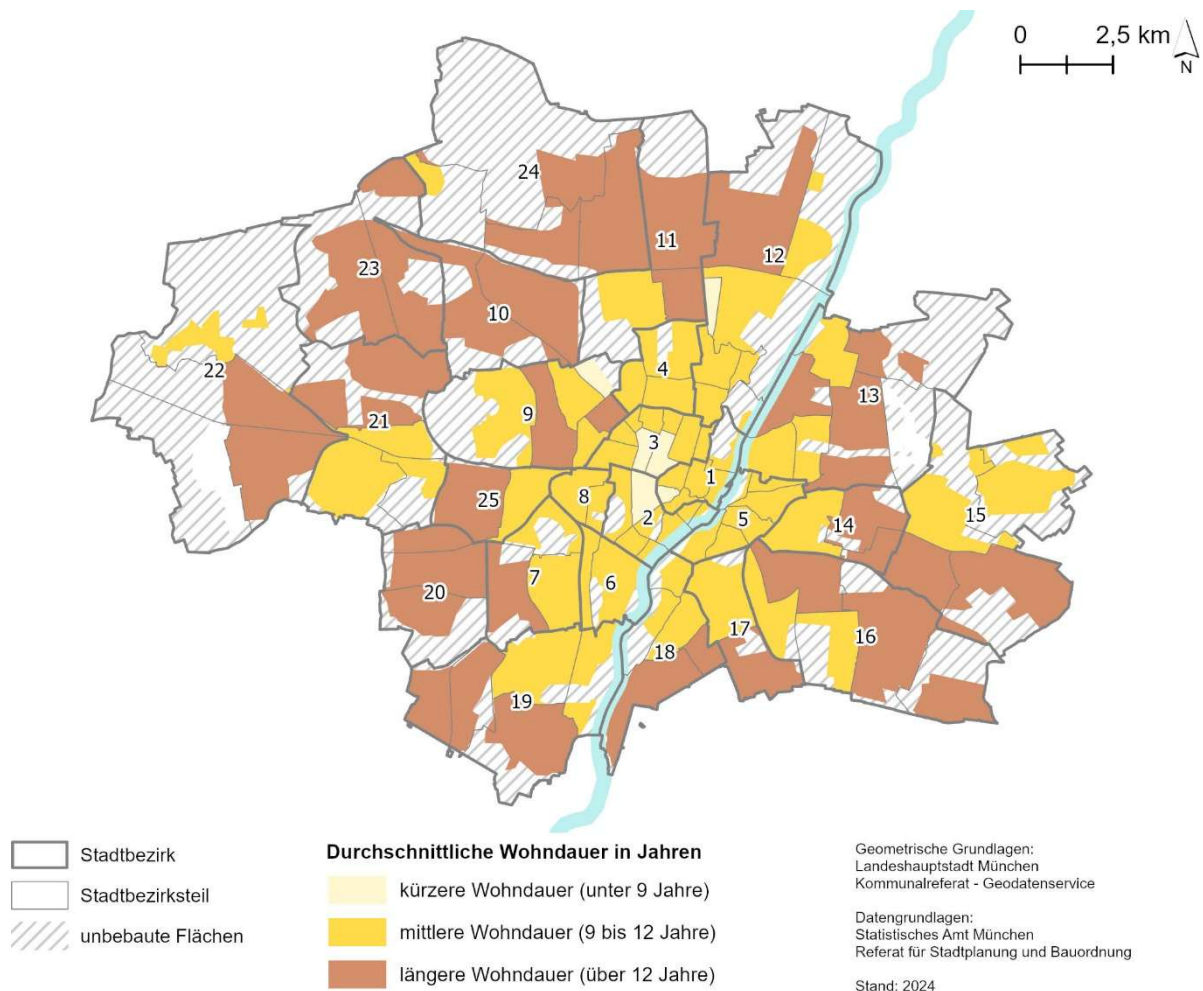 0 2,5 km
N
24
11
12
23
10
4
22
13
21
9
3
1
15
25
8
2
5
14
20
7
6
16
17
18
19
Stadtbezirk
Stadtbezirksteil
unbebaute Flächen
Durchschnittliche Wohndauer in Jahren
kürzere Wohndauer (unter 9 Jahre)
mittlere Wohndauer (9 bis 12 Jahre)
längere Wohndauer (über 12 Jahre)
Geometrische Grundlagen:
Landeshauptstadt München
Kommunalreferat - Geodatenservice
Datengrundlagen:
Statistisches Amt München
Referat für Stadtplanung und Bauordnung
Stand: 2024